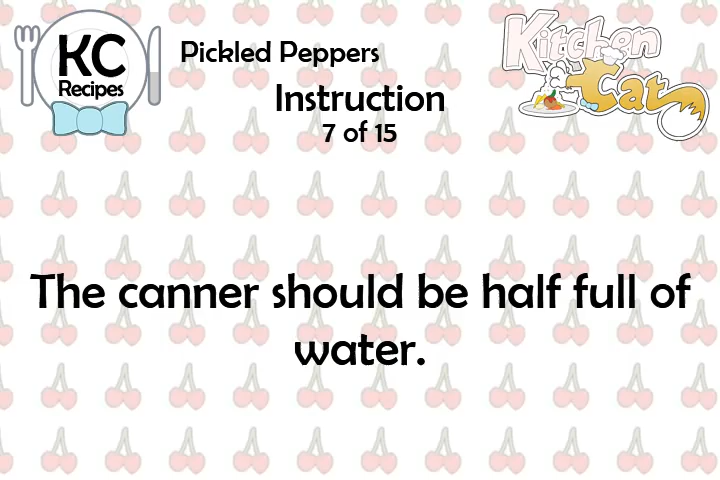 KC
Recipes
Pickled Peppers
Instruction
7 of 15
Kitchen
Cat
The canner should be half full of
water.